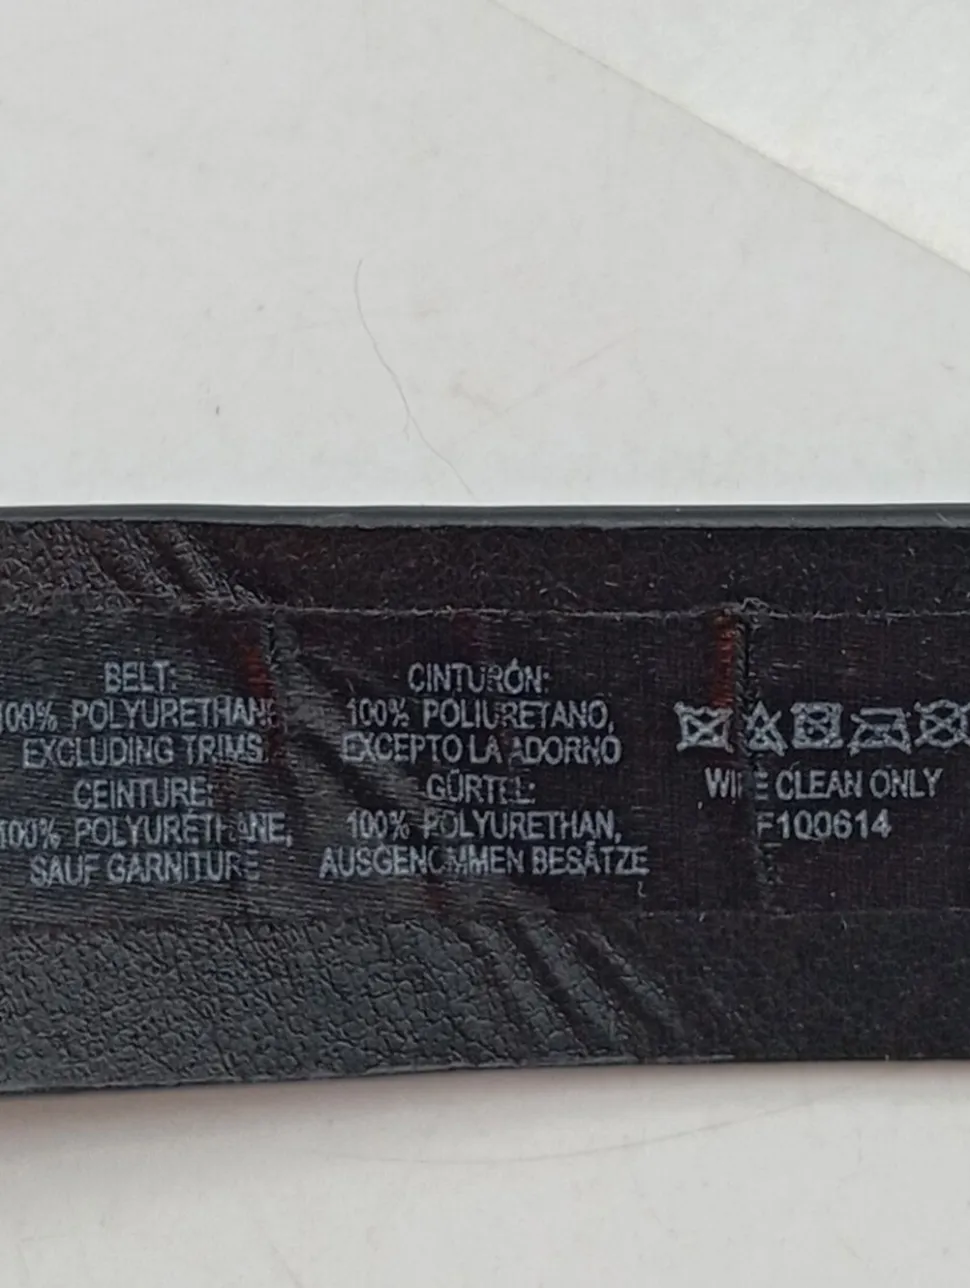 BELT:
100% POLYURETHANE
EXCLUDING TRIMS
CEINTURE:
100% POLYURÉTHANE,
SAUF GARNITURE
CINTURÓN:
100% POLIURETANO,
EXCEPTO LA ADORNO
GÜRTEL:
100% POLYURETHAN,
AUSGENOMMEN BESÄTZE
WIPE CLEAN ONLY
F100614